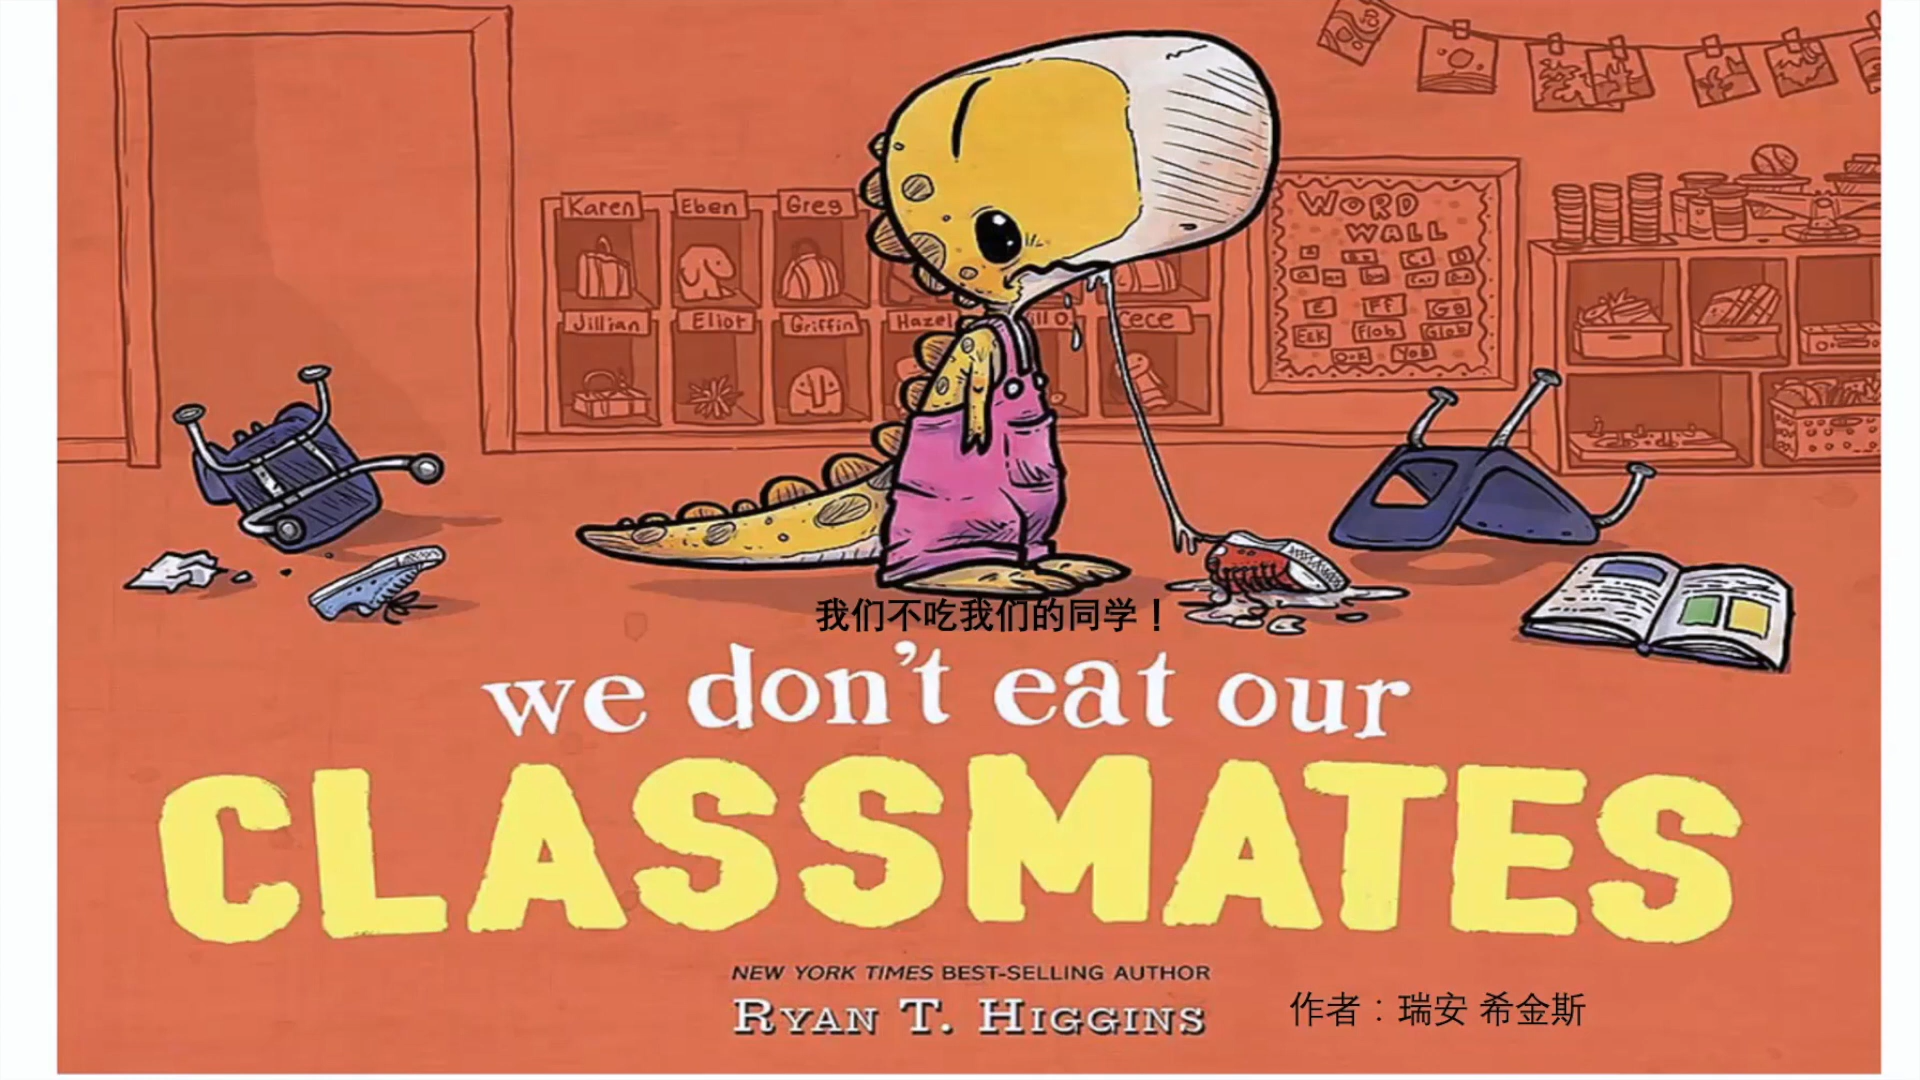 Karen Eben Greg
Jillian Eliot Griffin Hazel Cece
WORD
WALL
我们不吃我们的同学！
we don't eat our
CLASSMATES
NEW YORK TIMES BEST-SELLING AUTHOR
RYAN T. HIGGINS
作者：瑞安 希金斯